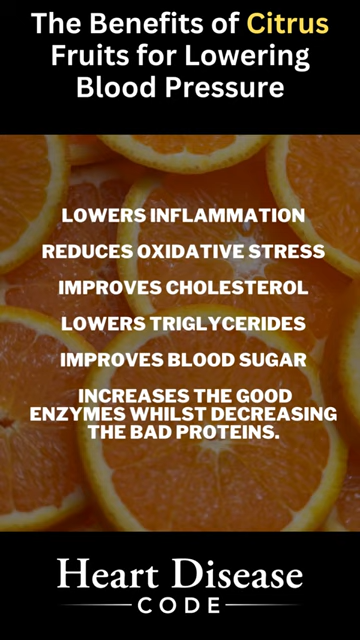 The Benefits of Citrus
Fruits for Lowering
Blood Pressure
LOWERS INFLAMMATION
REDUCES OXIDATIVE STRESS
IMPROVES CHOLESTEROL
LOWERS TRIGLYCERIDES
IMPROVES BLOOD SUGAR
INCREASES THE GOOD
ENZYMES WHILST DECREASING
THE BAD PROTEINS.
Heart Disease
CODE